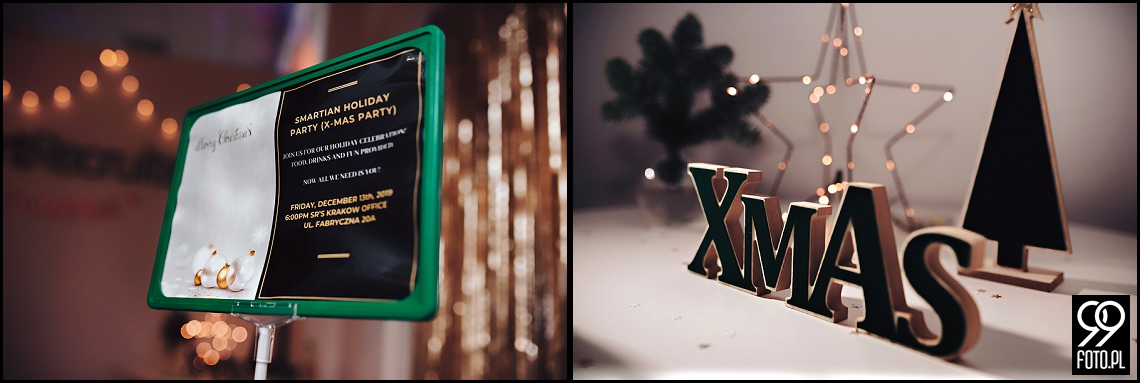 Merry Christmas
SMARTIAN HOLIDAY
PARTY (X-MAS PARTY)
JOIN US FOR OUR HOLIDAY CELEBRATION!
FOOD, DRINKS AND FUN PROVIDED.
NOW ALL WE NEED IS YOU!
FRIDAY, DECEMBER 13th, 2019
6:00PM SR'S KRAKOW OFFICE
UL. FABRYCZNA 20A
XMAS
99
FOTO.PL